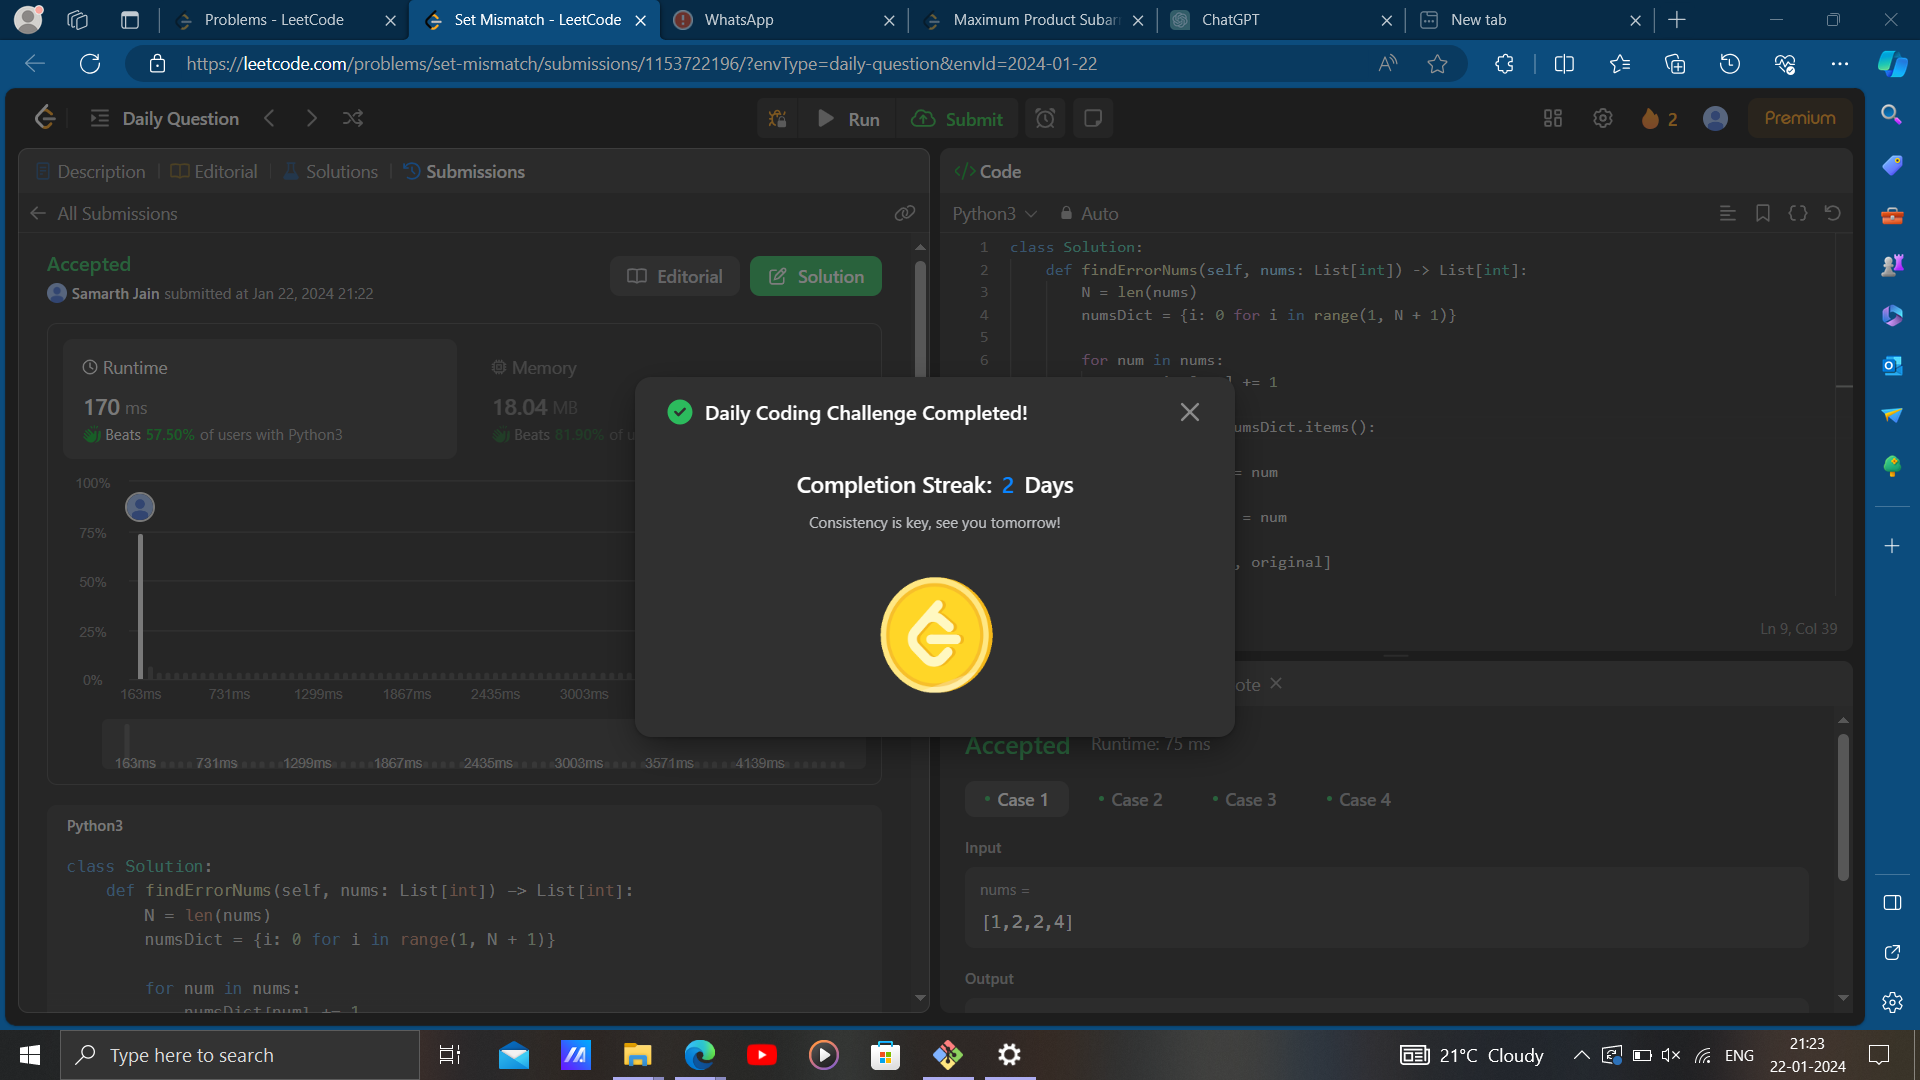 Problems - LeetCode
Set Mismatch - LeetCode
WhatsApp
Maximum Product Subar
ChatGPT
New tab
https://leetcode.com/problems/set-mismatch/submissions/1153722196/?envType=daily-question&envId=2024-01-22
Daily Question
Run
Submit
2
Premium
Description
Editorial
Solutions
Submissions
All Submissions
Accepted
Samarth Jain submitted at Jan 22, 2024 21:22
Editorial
Solution
Runtime
170 ms
Beats 57.50% of users with Python3
Memory
18.04 MB
Beats 81.90% of u
100%
75%
50%
25%
0%
163ms 731ms 1299ms 1867ms 2435ms 3003ms
163ms 731ms 1299ms 1867ms 2435ms 3003ms 3571ms 4139ms
Python3
class Solution:
def findErrorNums(self, nums: List[int]) -> List[int]:
N = len(nums)
numsDict = {i: 0 for i in range(1, N + 1)}
for num in nums:
numsDict[num] += 1
Daily Coding Challenge Completed!
Completion Streak: 2 Days
Consistency is key, see you tomorrow!
</> Code
Python3
Auto
1 class Solution:
2 def findErrorNums(self, nums: List[int]) -> List[int]:
3 N = len(nums)
4 numsDict = {i: 0 for i in range(1, N + 1)}
5
6 for num in nums:
] += 1
umsDict.items():
= num
= num
, original]
Ln 9, Col 39
ote
Accepted
Runtime: 75 ms
Case 1
Case 2
Case 3
Case 4
Input
nums =
[1,2,2,4]
Output
Type here to search
21°C Cloudy
ENG
21:23
22-01-2024